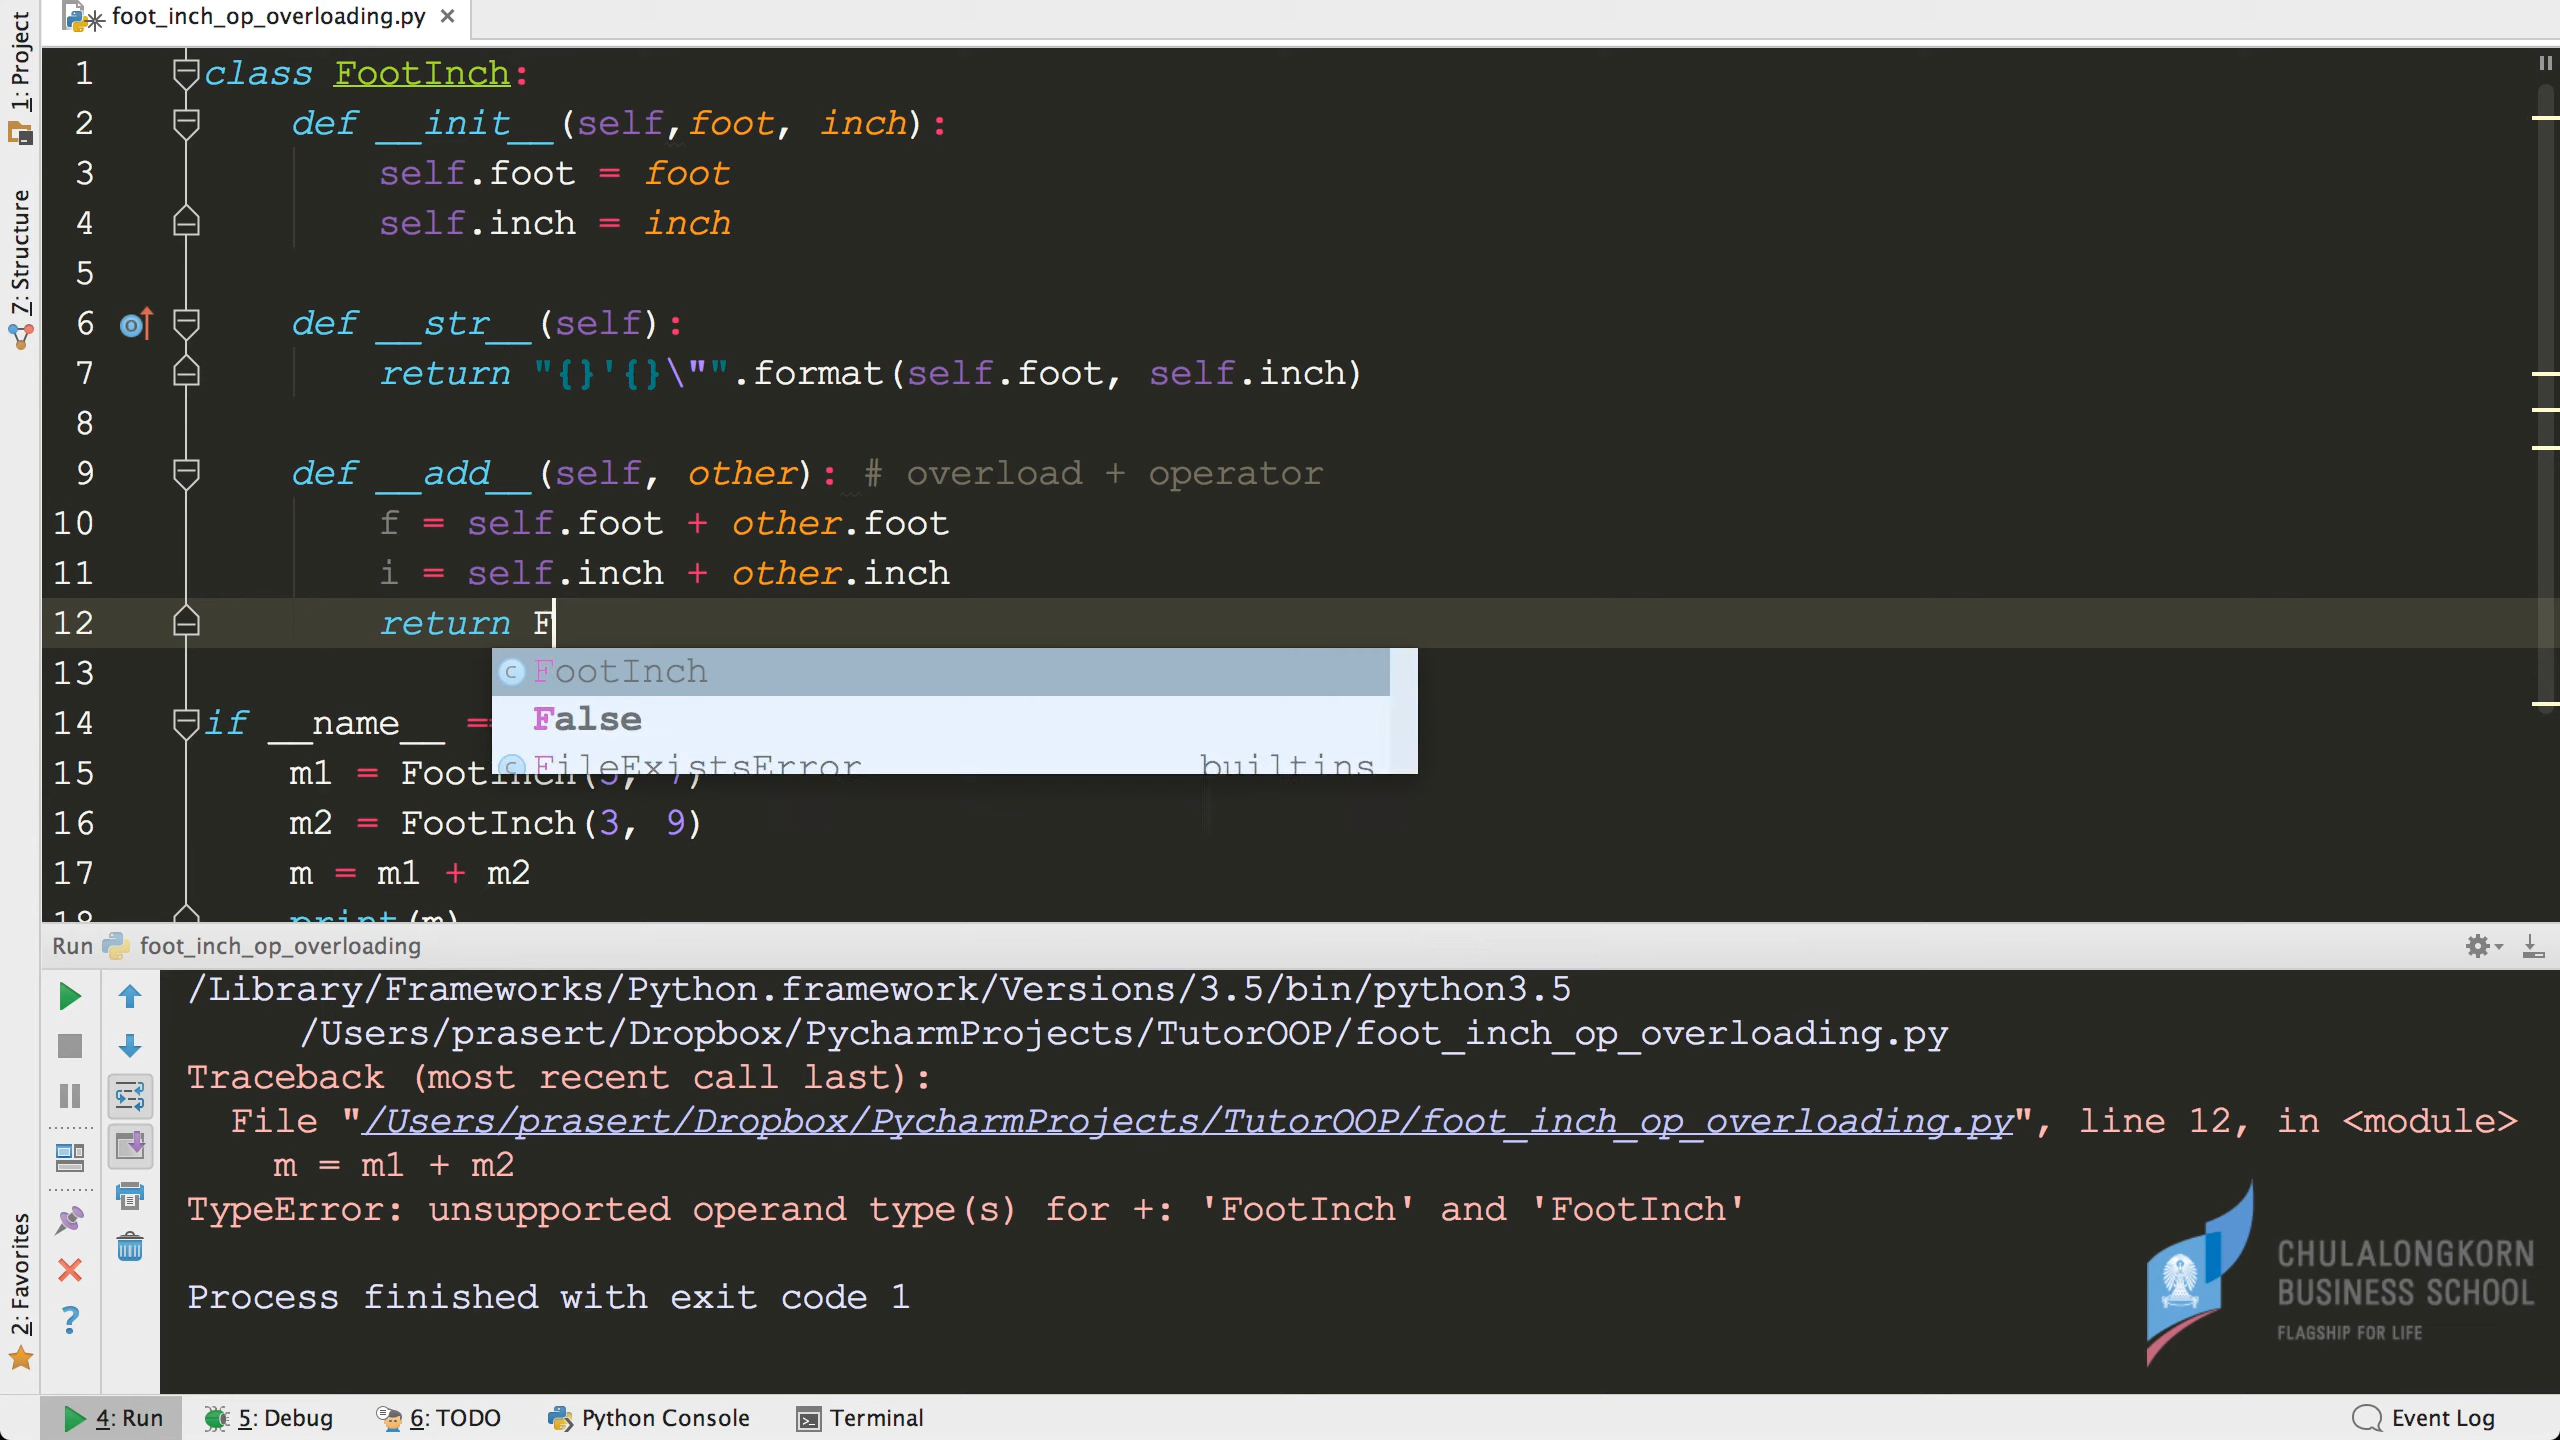 foot_inch_op_overloading.py
1: Project
7: Structure
2: Favorites
1 class FootInch:
2 def __init__(self,foot, inch):
3 self.foot = foot
4 self.inch = inch
5
6 def __str__(self):
7 return "{}'{}\"".format(self.foot, self.inch)
8
9 def __add__(self, other): # overload + operator
10 f = self.foot + other.foot
11 i = self.inch + other.inch
12 return F
FootInch
False
FileExistsError builtins
13
14 if __name__ =
15 m1 = FootInch(5, 7)
16 m2 = FootInch(3, 9)
17 m = m1 + m2
18 print(m)
Run foot_inch_op_overloading
/Library/Frameworks/Python.framework/Versions/3.5/bin/python3.5
/Users/prasert/Dropbox/PycharmProjects/TutorOOP/foot_inch_op_overloading.py
Traceback (most recent call last):
File "/Users/prasert/Dropbox/PycharmProjects/TutorOOP/foot_inch_op_overloading.py", line 12, in <module>
m = m1 + m2
TypeError: unsupported operand type(s) for +: 'FootInch' and 'FootInch'
Process finished with exit code 1
CHULALONGKORN
BUSINESS SCHOOL
FLAGSHIP FOR LIFE
4: Run 5: Debug 6: TODO Python Console Terminal Event Log